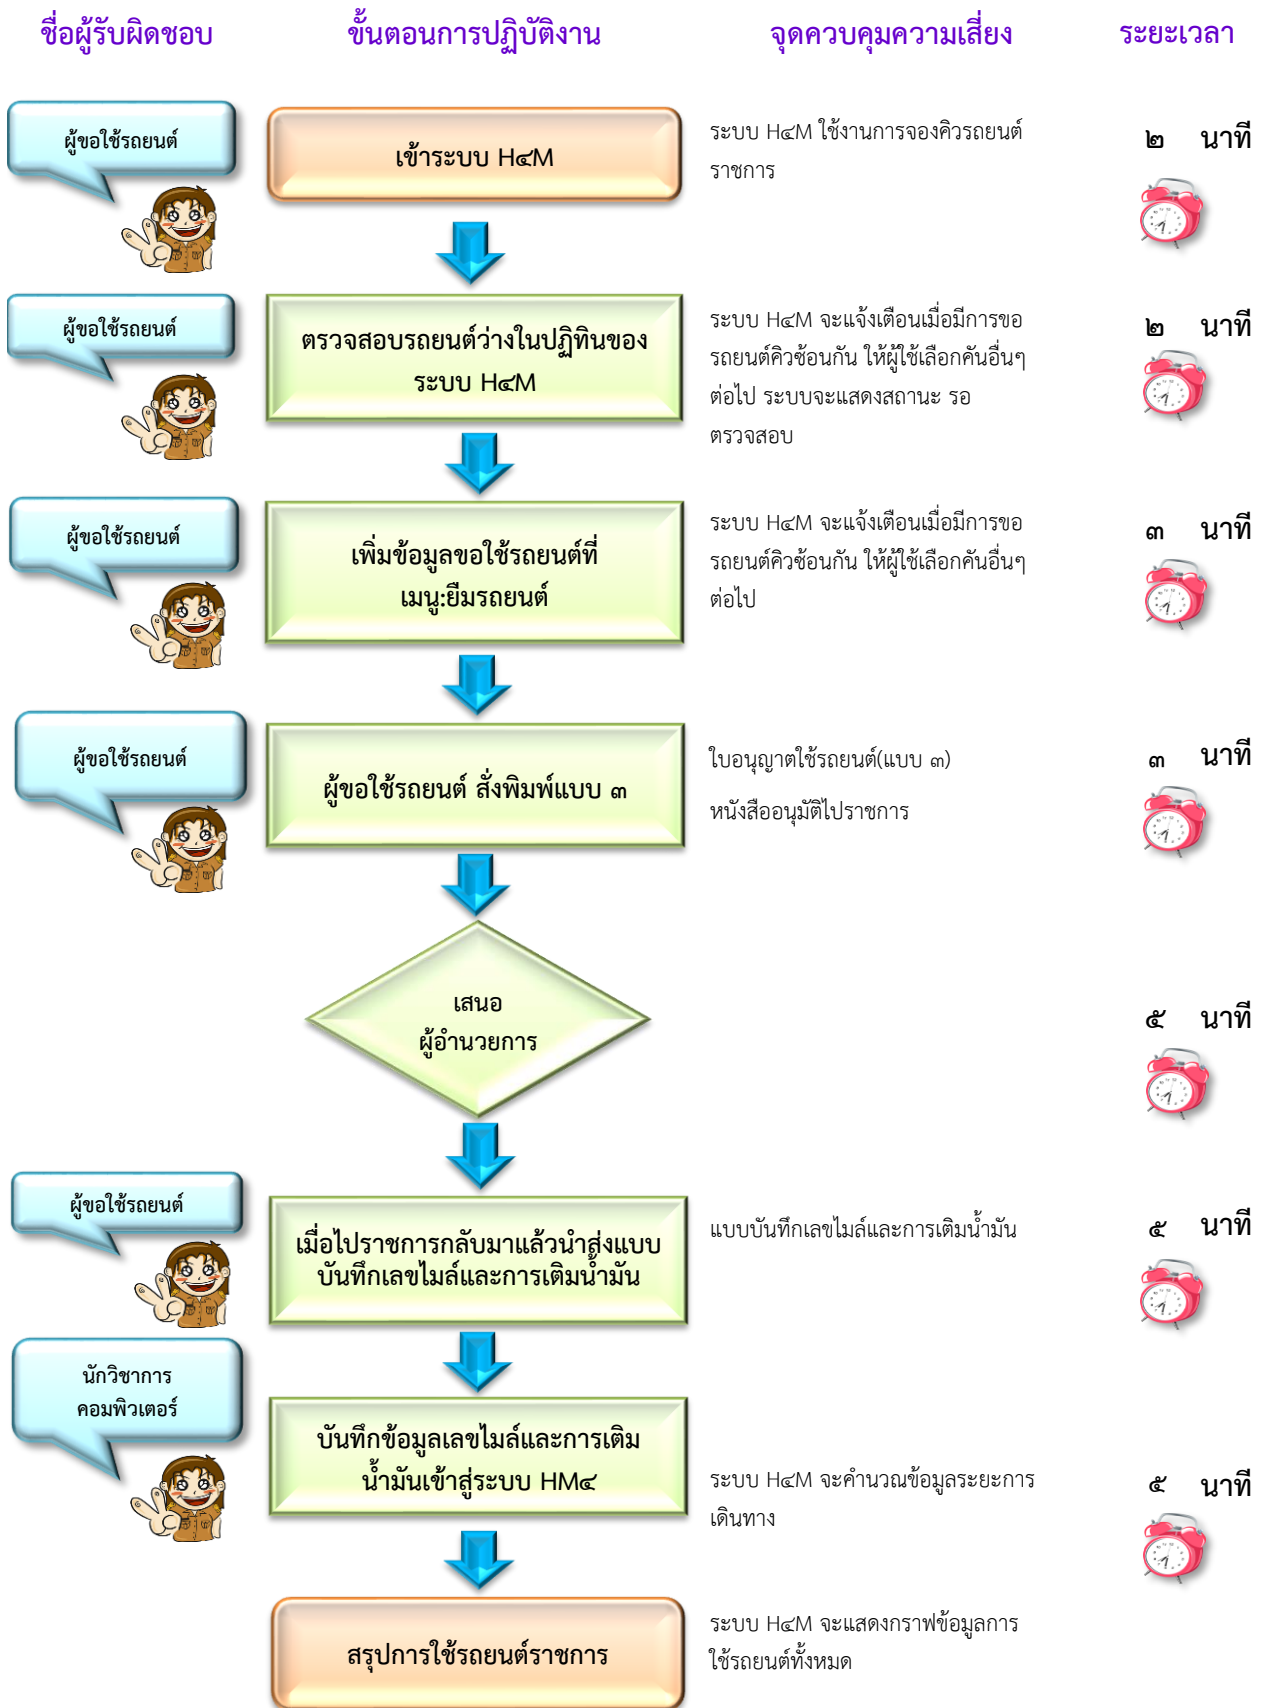 ชื่อผู้รับผิดชอบ ขั้นตอนการปฏิบัติงาน จุดควบคุมความเสี่ยง ระยะเวลา
ผู้ขอใช้รถยนต์
เข้าระบบ H๔M
ระบบ H๔M ใช้งานการจองคิวรถยนต์
ราชการ
๒ นาที
ผู้ขอใช้รถยนต์
ตรวจสอบรถยนต์ว่างในปฏิทินของ
ระบบ H๔M
ระบบ H๔M จะแจ้งเตือนเมื่อมีการขอ
รถยนต์คิวซ้อนกัน ให้ผู้ใช้เลือกคันอื่นๆ
ต่อไป ระบบจะแสดงสถานะ รอ
ตรวจสอบ
๒ นาที
ผู้ขอใช้รถยนต์
เพิ่มข้อมูลขอใช้รถยนต์ที่
เมนู:ยืมรถยนต์
ระบบ H๔M จะแจ้งเตือนเมื่อมีการขอ
รถยนต์คิวซ้อนกัน ให้ผู้ใช้เลือกคันอื่นๆ
ต่อไป
๓ นาที
ผู้ขอใช้รถยนต์
ผู้ขอใช้รถยนต์ สั่งพิมพ์แบบ ๓
ใบอนุญาตใช้รถยนต์(แบบ ๓)
หนังสืออนุมัติไปราชการ
๓ นาที
เสนอ
ผู้อำนวยการ
๕ นาที
ผู้ขอใช้รถยนต์
เมื่อไปราชการกลับมาแล้วนำส่งแบบ
บันทึกเลขไมล์และการเติมน้ำมัน
แบบบันทึกเลขไมล์และการเติมน้ำมัน
๕ นาที
นักวิชาการ
คอมพิวเตอร์
บันทึกข้อมูลเลขไมล์และการเติม
น้ำมันเข้าสู่ระบบ HM๔
ระบบ H๔M จะคำนวณข้อมูลระยะการ
เดินทาง
๕ นาที
สรุปการใช้รถยนต์ราชการ
ระบบ H๔M จะแสดงกราฟข้อมูลการ
ใช้รถยนต์ทั้งหมด